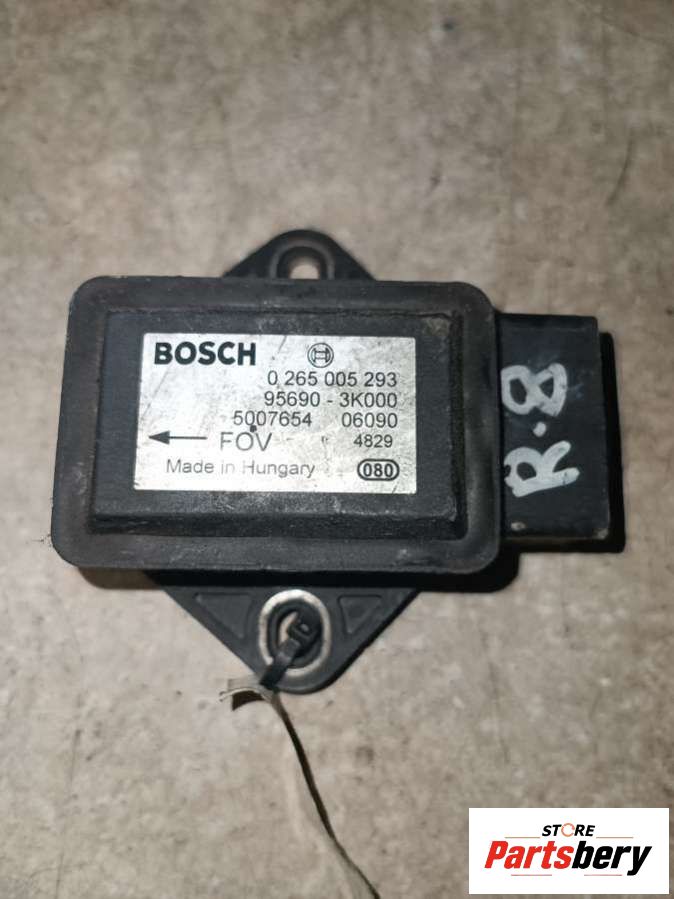 BOSCH
0 265 005 293
95690 - 3K000
5007654 06090
← FOV 4829
Made in Hungary 080
R-8
STORE
Partsbery